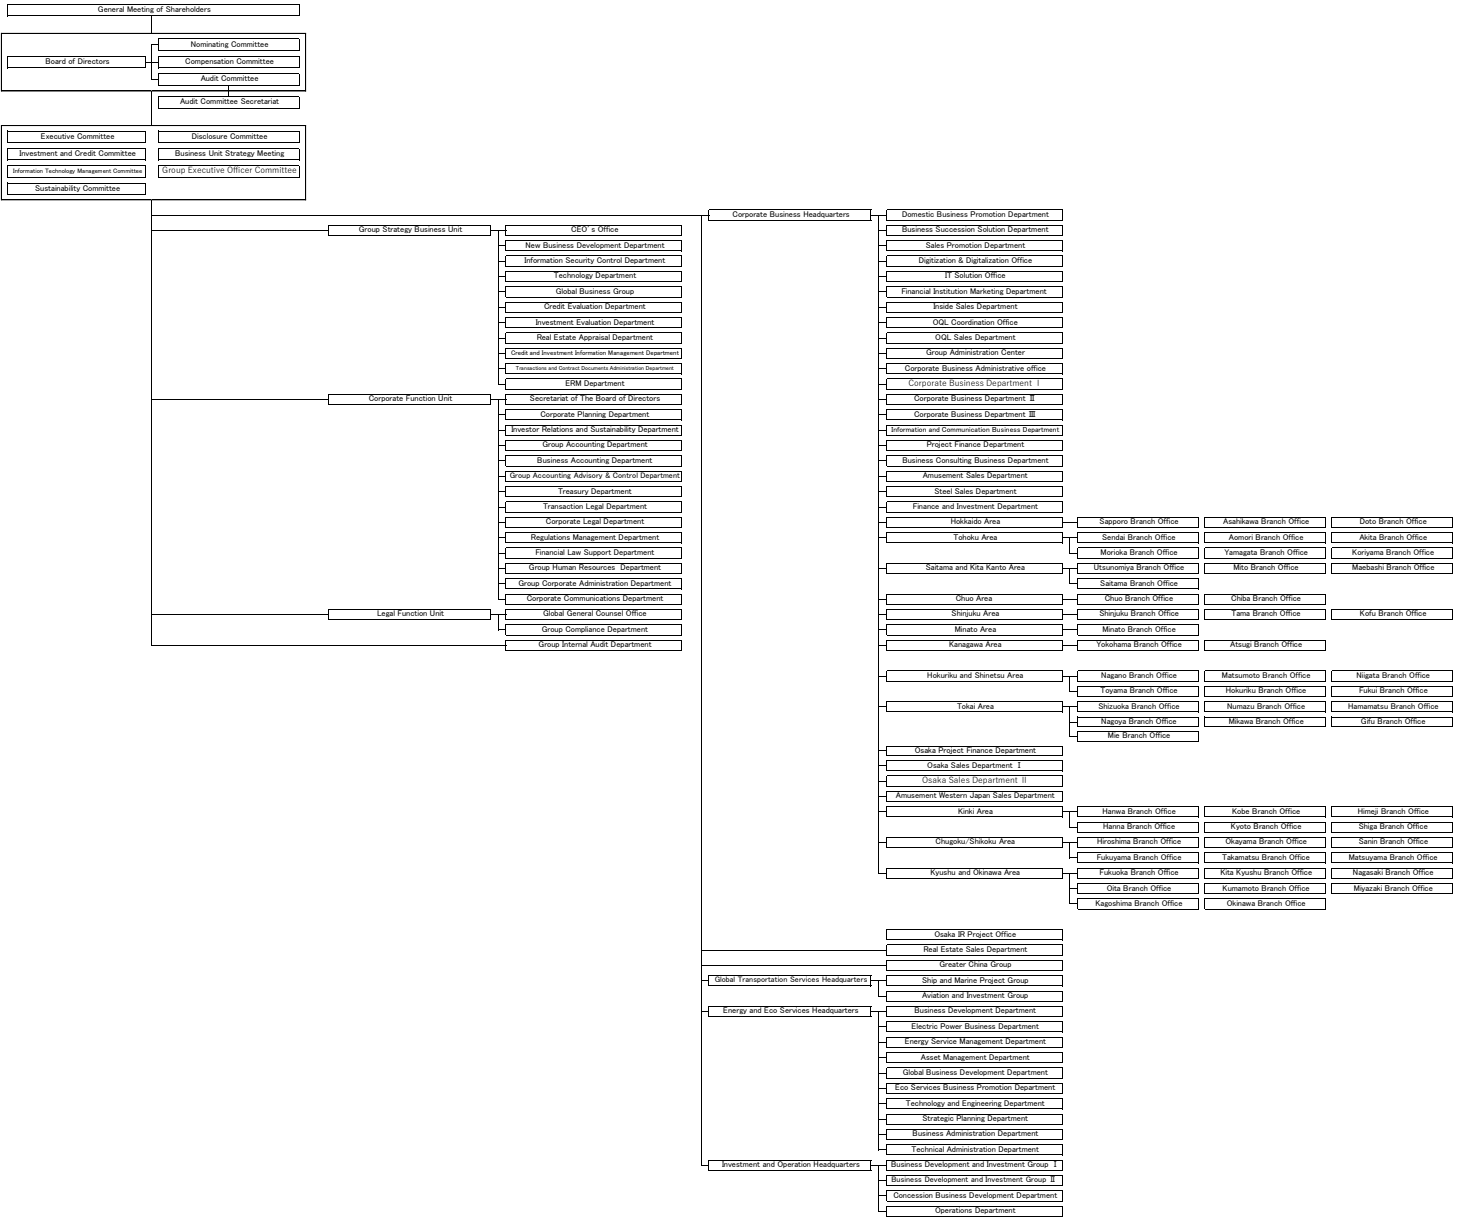 General Meeting of Shareholders
Nominating Committee
Board of Directors
Compensation Committee
Audit Committee
Audit Committee Secretariat
Executive Committee
Disclosure Committee
Investment and Credit Committee
Business Unit Strategy Meeting
Information Technology Management Committee
Group Executive Officer Committee
Sustainability Committee
Group Strategy Business Unit
CEO´s Office
New Business Development Department
Information Security Control Department
Technology Department
Global Business Group
Credit Evaluation Department
Investment Evaluation Department
Real Estate Appraisal Department
Credit and Investment Information Management Department
Transactions and Contract Documents Administration Department
ERM Department
Corporate Function Unit
Secretariat of The Board of Directors
Corporate Planning Department
Investor Relations and Sustainability Department
Group Accounting Department
Business Accounting Department
Group Accounting Advisory & Control Department
Treasury Department
Transaction Legal Department
Corporate Legal Department
Regulations Management Department
Financial Law Support Department
Group Human Resources Department
Group Corporate Administration Department
Corporate Communications Department
Legal Function Unit
Global General Counsel Office
Group Compliance Department
Group Internal Audit Department
Corporate Business Headquarters
Domestic Business Promotion Department
Business Succession Solution Department
Sales Promotion Department
Digitization & Digitalization Office
IT Solution Office
Financial Institution Marketing Department
Inside Sales Department
OQL Coordination Office
OQL Sales Department
Group Administration Center
Corporate Business Administrative office
Corporate Business Department Ⅰ
Corporate Business Department Ⅱ
Corporate Business Department Ⅲ
Information and Communication Business Department
Project Finance Department
Business Consulting Business Department
Amusement Sales Department
Steel Sales Department
Finance and Investment Department
Hokkaido Area
Sapporo Branch Office
Asahikawa Branch Office
Doto Branch Office
Tohoku Area
Sendai Branch Office
Aomori Branch Office
Akita Branch Office
Morioka Branch Office
Yamagata Branch Office
Koriyama Branch Office
Saitama and Kita Kanto Area
Utsunomiya Branch Office
Mito Branch Office
Maebashi Branch Office
Saitama Branch Office
Chuo Area
Chuo Branch Office
Chiba Branch Office
Shinjuku Area
Shinjuku Branch Office
Tama Branch Office
Kofu Branch Office
Minato Area
Minato Branch Office
Kanagawa Area
Yokohama Branch Office
Atsugi Branch Office
Hokuriku and Shinetsu Area
Nagano Branch Office
Matsumoto Branch Office
Niigata Branch Office
Toyama Branch Office
Hokuriku Branch Office
Fukui Branch Office
Tokai Area
Shizuoka Branch Office
Numazu Branch Office
Hamamatsu Branch Office
Nagoya Branch Office
Mikawa Branch Office
Gifu Branch Office
Mie Branch Office
Osaka Project Finance Department
Osaka Sales Department Ⅰ
Osaka Sales Department Ⅱ
Amusement Western Japan Sales Department
Kinki Area
Hanwa Branch Office
Kobe Branch Office
Himeji Branch Office
Hanna Branch Office
Kyoto Branch Office
Shiga Branch Office
Chugoku/Shikoku Area
Hiroshima Branch Office
Okayama Branch Office
Sanin Branch Office
Fukuyama Branch Office
Takamatsu Branch Office
Matsuyama Branch Office
Kyushu and Okinawa Area
Fukuoka Branch Office
Kita Kyushu Branch Office
Nagasaki Branch Office
Oita Branch Office
Kumamoto Branch Office
Miyazaki Branch Office
Kagoshima Branch Office
Okinawa Branch Office
Osaka IR Project Office
Real Estate Sales Department
Greater China Group
Global Transportation Services Headquarters
Ship and Marine Project Group
Aviation and Investment Group
Energy and Eco Services Headquarters
Business Development Department
Electric Power Business Department
Energy Service Management Department
Asset Management Department
Global Business Development Department
Eco Services Business Promotion Department
Technology and Engineering Department
Strategic Planning Department
Business Administration Department
Technical Administration Department
Investment and Operation Headquarters
Business Development and Investment Group Ⅰ
Business Development and Investment Group Ⅱ
Concession Business Development Department
Operations Department